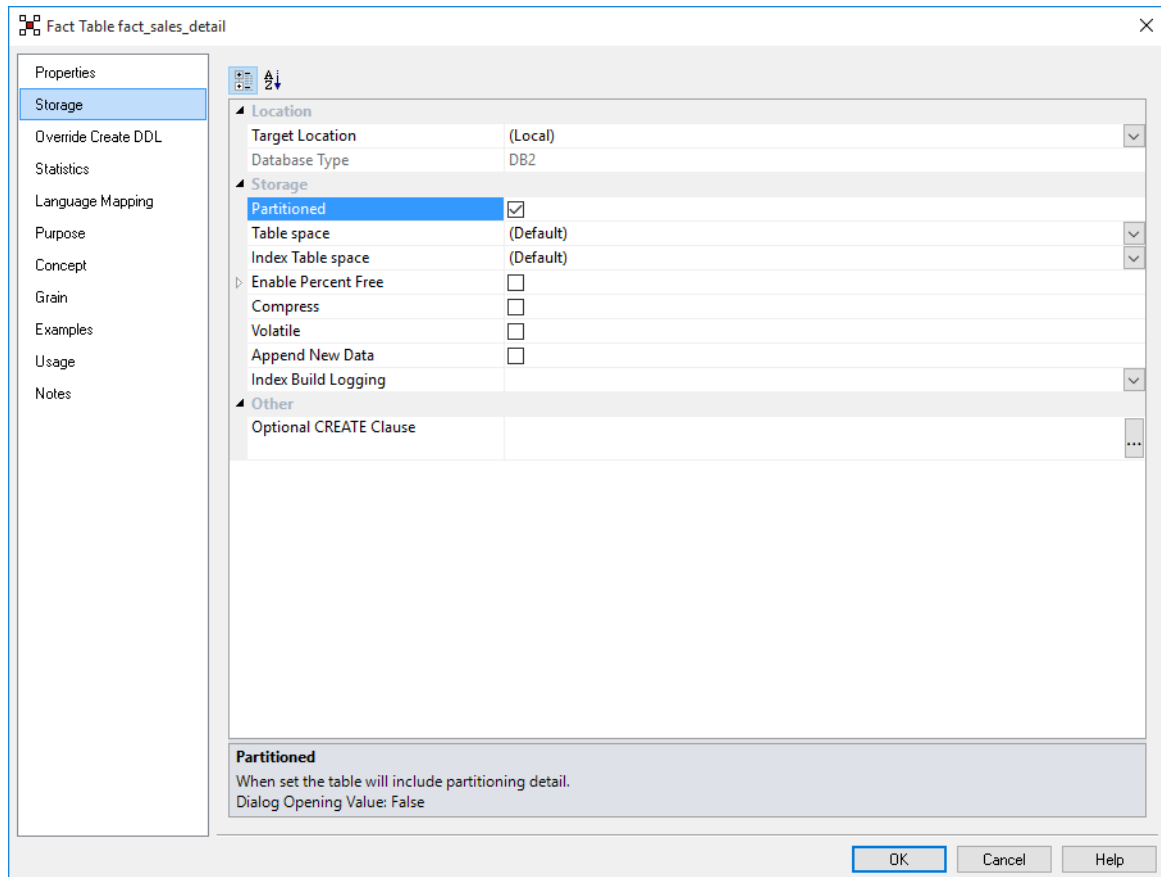 Fact Table fact_sales_detail
Properties
Storage
Override Create DDL
Statistics
Language Mapping
Purpose
Concept
Grain
Examples
Usage
Notes
Location
Target Location (Local)
Database Type DB2
Storage
Partitioned
Table space (Default)
Index Table space (Default)
Enable Percent Free
Compress
Volatile
Append New Data
Index Build Logging
Other
Optional CREATE Clause ...
Partitioned
When set the table will include partitioning detail.
Dialog Opening Value: False
OK Cancel Help